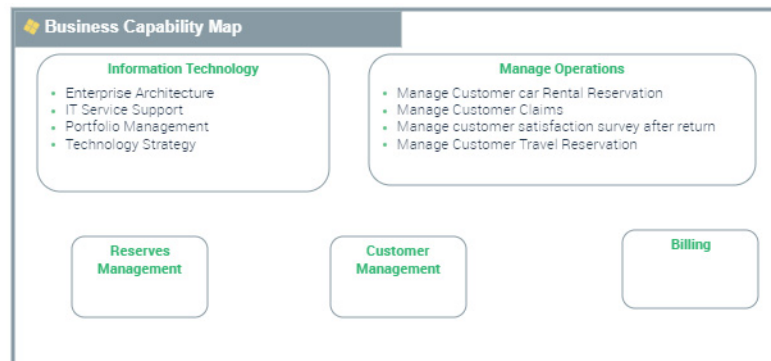 Business Capability Map
Information Technology
• Enterprise Architecture
• IT Service Support
• Portfolio Management
• Technology Strategy
Manage Operations
• Manage Customer car Rental Reservation
• Manage Customer Claims
• Manage customer satisfaction survey after return
• Manage Customer Travel Reservation
Reserves
Management
Customer
Management
Billing